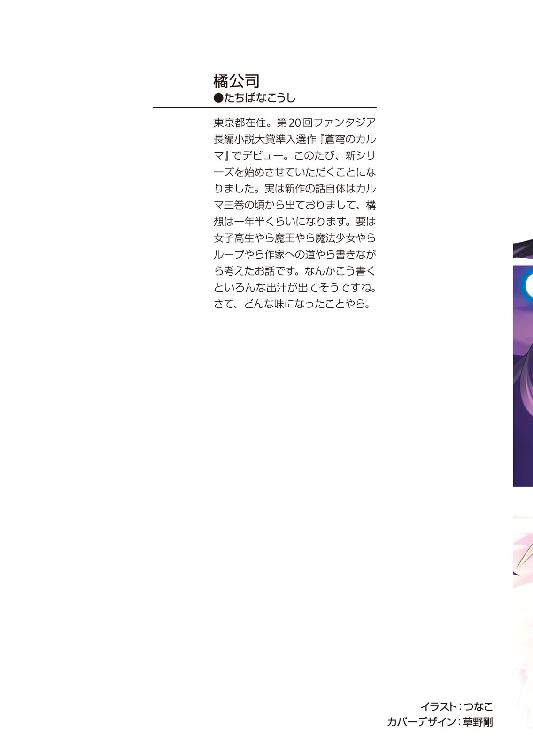 橘公司
●たちばなこうし
東京都在住。第20回ファンタジア
長編小説大賞準入選作『蒼穹のカル
マ』でデビュー。このたび、新シリ
ーズを始めさせていただくことにな
りました。実は新作の話自体はカル
マ三巻の頃から出ておりまして、構
想は一年半くらいになります。要は
女子高生やら魔王やら魔法少女やら
ループやら作家への道やら書きなが
ら考えたお話です。なんかこう書く
といろんな出汁が出てそうですね。
さて、どんな味になったことやら。
イラスト：つなこ
カバーデザイン：草野剛